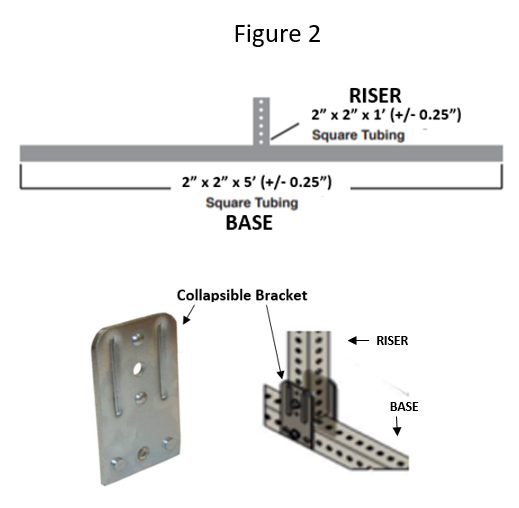 Figure 2
RISER
2” x 2” x 1’ (+/- 0.25”)
Square Tubing
2” x 2” x 5’ (+/- 0.25”)
Square Tubing
BASE
Collapsible Bracket
RISER
BASE